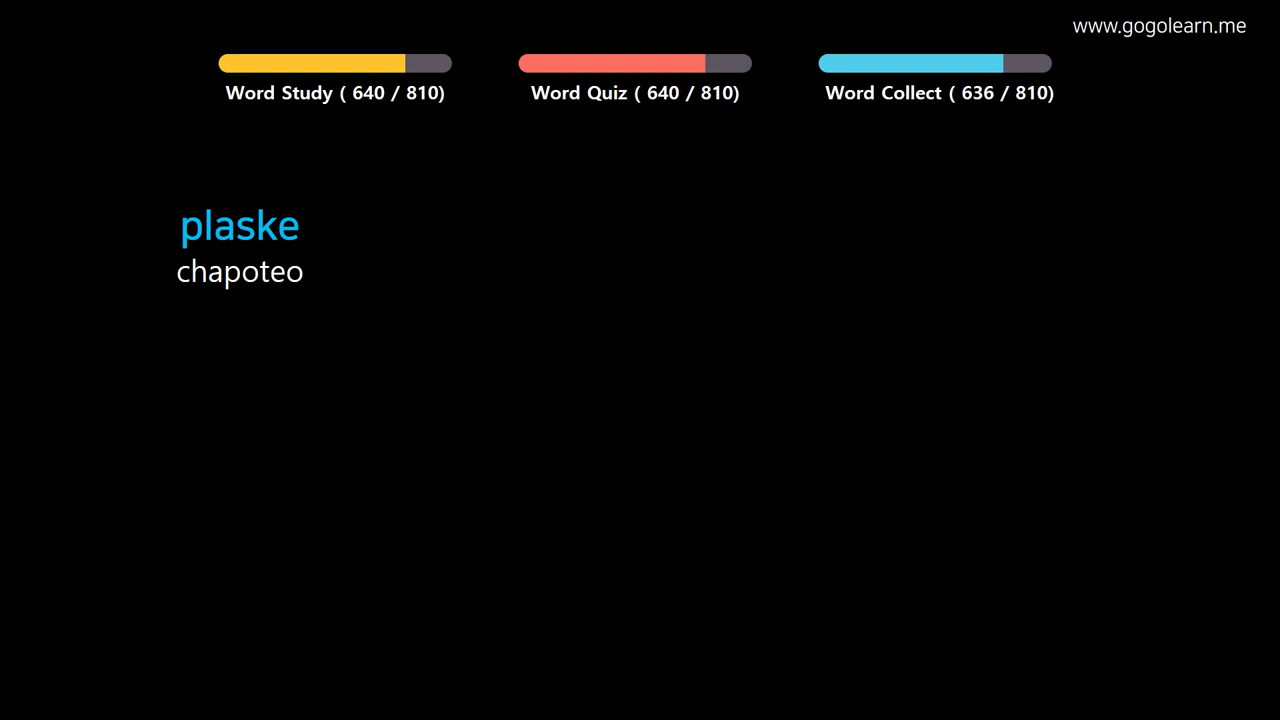 www.gogolearn.me
Word Study ( 640 / 810)
Word Quiz ( 640 / 810)
Word Collect ( 636 / 810)
plaske
chapoteo